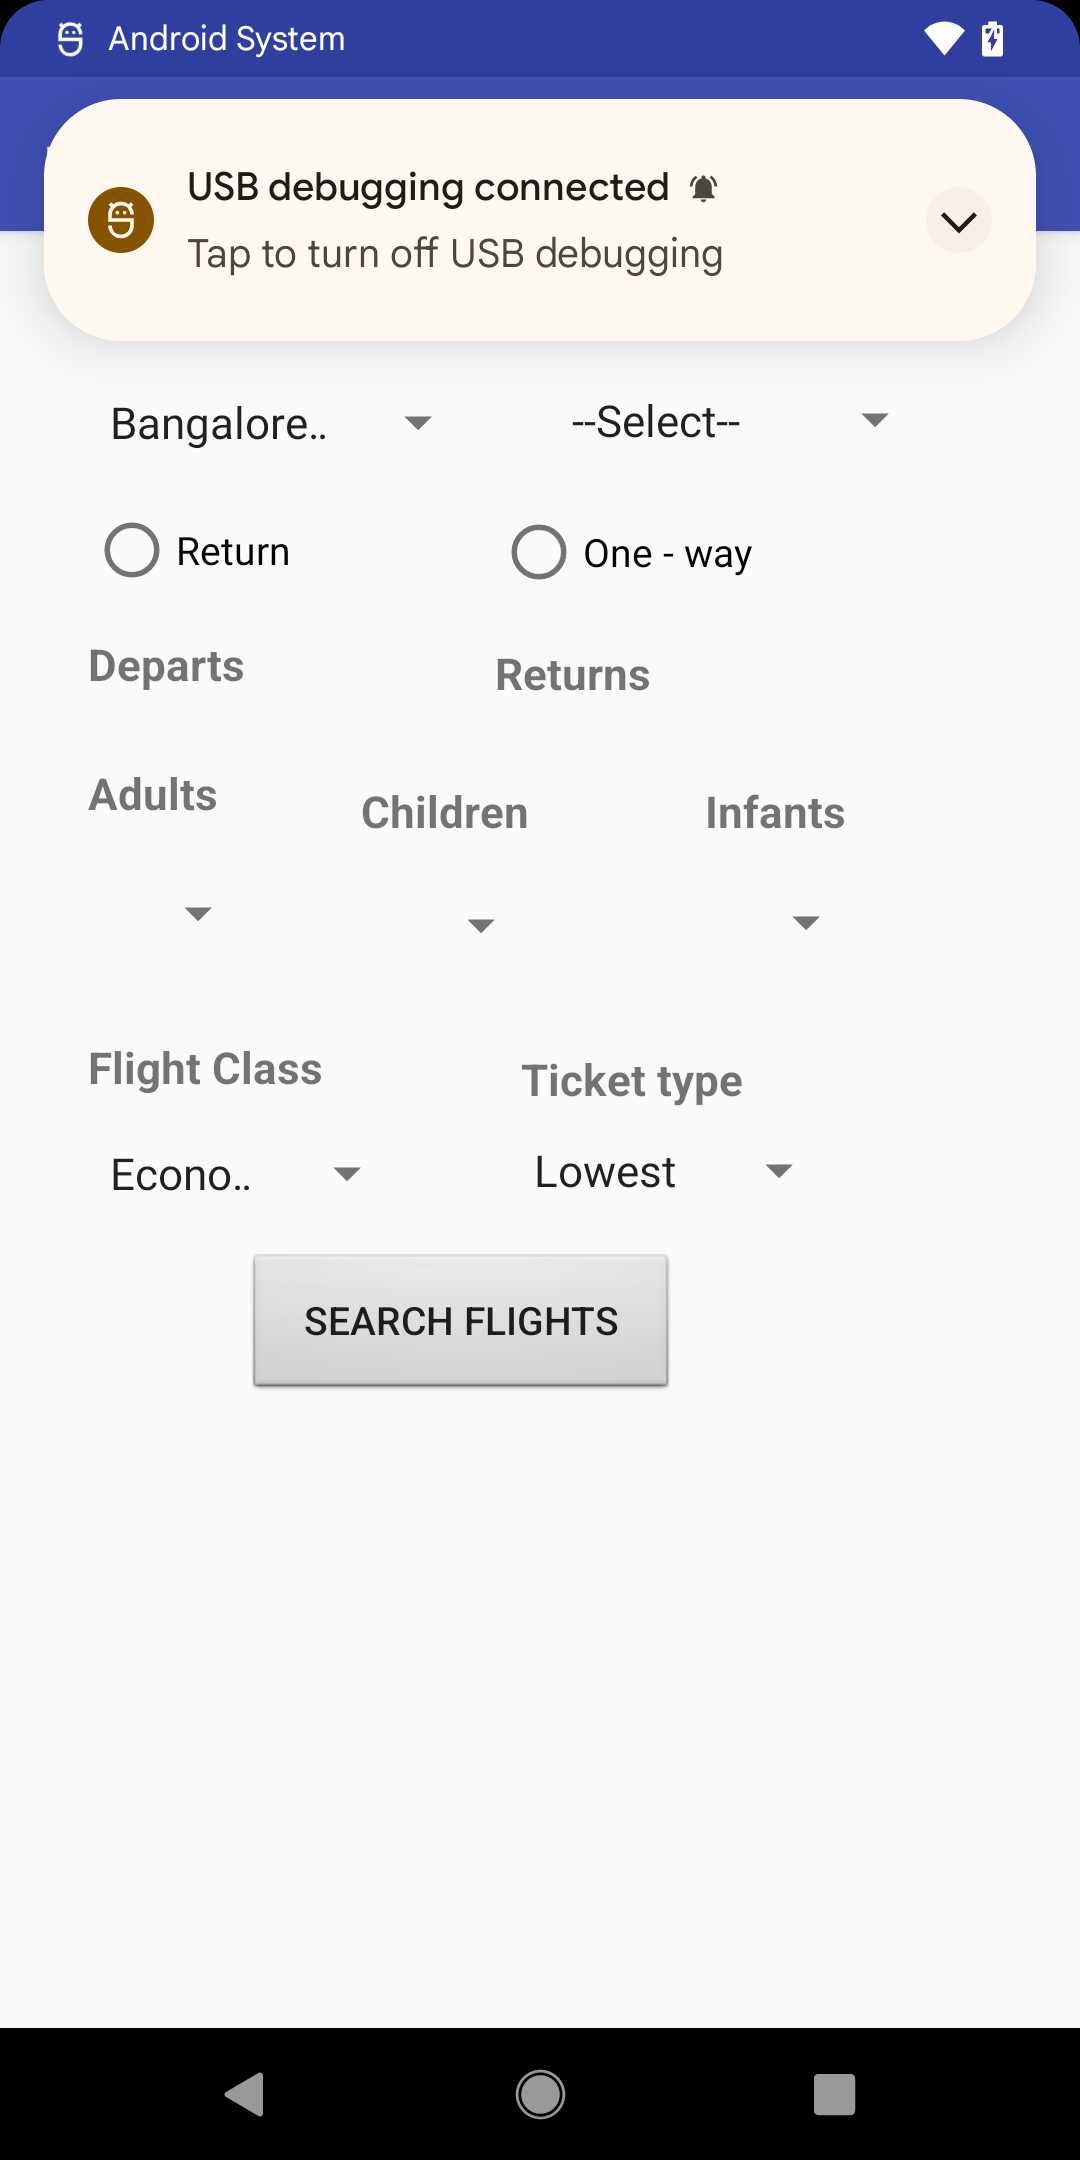 Android System
USB debugging connected
Tap to turn off USB debugging
Bangalore.. --Select--
Return One - way
Departs Returns
Adults Children Infants
Flight Class Ticket type
Econo.. Lowest
SEARCH FLIGHTS